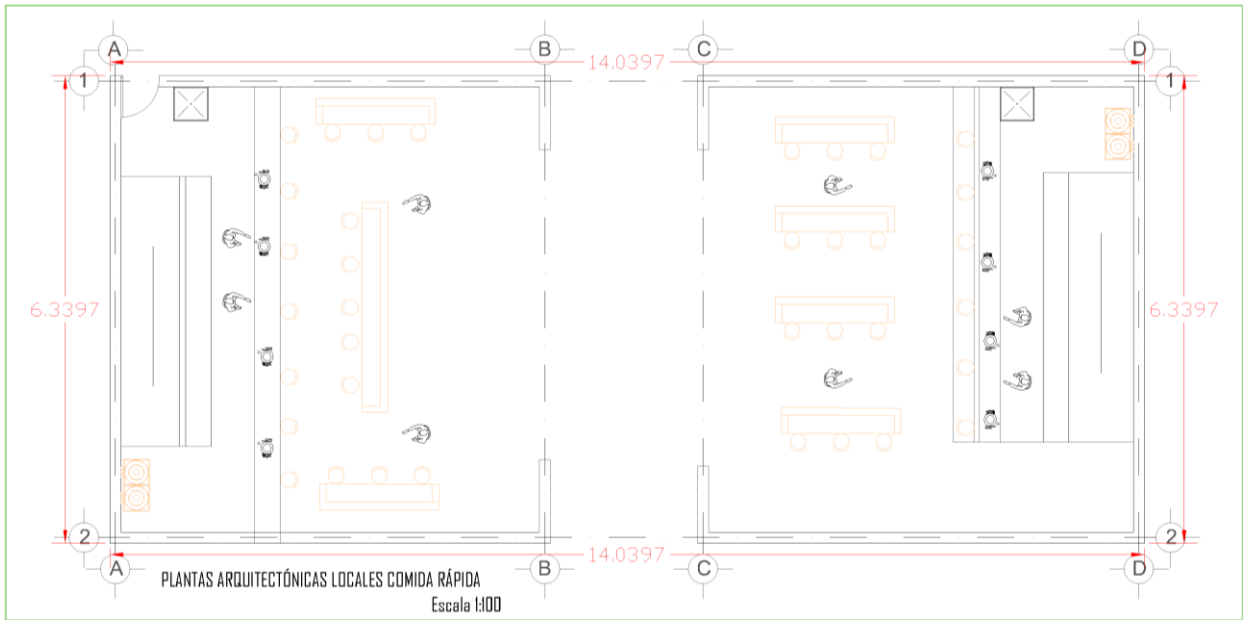 A B C D
14.0397
1 1
6.3397 6.3397
2 2
14.0397
A B C D
PLANTAS ARQUITECTÓNICAS LOCALES COMIDA RÁPIDA
Escala 1:100